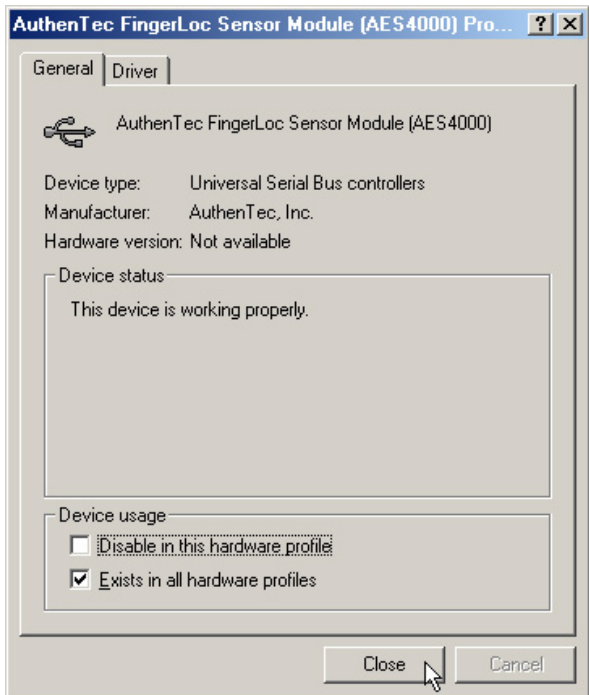 AuthenTec FingerLoc Sensor Module (AES4000) Pro...
General Driver
AuthenTec FingerLoc Sensor Module (AES4000)
Device type: Universal Serial Bus controllers
Manufacturer: AuthenTec, Inc.
Hardware version: Not available
Device status
This device is working properly.
Device usage
Disable in this hardware profile
Exists in all hardware profiles
Close Cancel